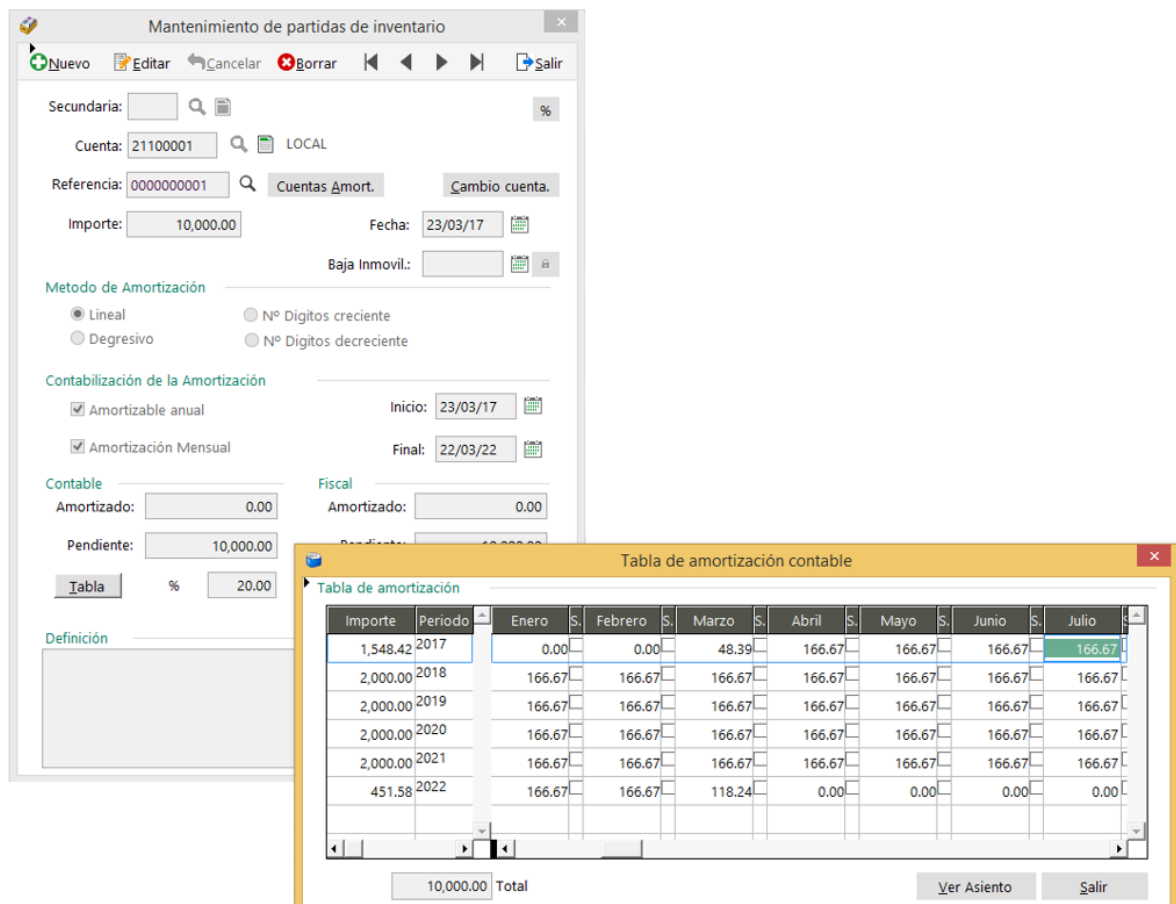 Mantenimiento de partidas de inventario
Nuevo Editar Cancelar Borrar Salir
Secundaria: %
Cuenta: 21100001 LOCAL
Referencia: 0000000001 Cuentas Amort. Cambio cuenta.
Importe: 10,000.00 Fecha: 23/03/17
Baja Inmovil.:
Metodo de Amortización
Lineal Nº Digitos creciente
Degresivo Nº Digitos decreciente
Contabilización de la Amortización
Amortizable anual Inicio: 23/03/17
Amortización Mensual Final: 22/03/22
Contable Fiscal
Amortizado: 0.00 Amortizado: 0.00
Pendiente: 10,000.00
Tabla % 20.00
Definición
Tabla de amortización contable
Tabla de amortización
Importe Periodo Enero S. Febrero S. Marzo S. Abril S. Mayo S. Junio S. Julio
1,548.42 2017 0.00 0.00 48.39 166.67 166.67 166.67 166.67
2,000.00 2018 166.67 166.67 166.67 166.67 166.67 166.67 166.67
2,000.00 2019 166.67 166.67 166.67 166.67 166.67 166.67 166.67
2,000.00 2020 166.67 166.67 166.67 166.67 166.67 166.67 166.67
2,000.00 2021 166.67 166.67 166.67 166.67 166.67 166.67 166.67
451.58 2022 166.67 166.67 118.24 0.00 0.00 0.00 0.00
10,000.00 Total Ver Asiento Salir